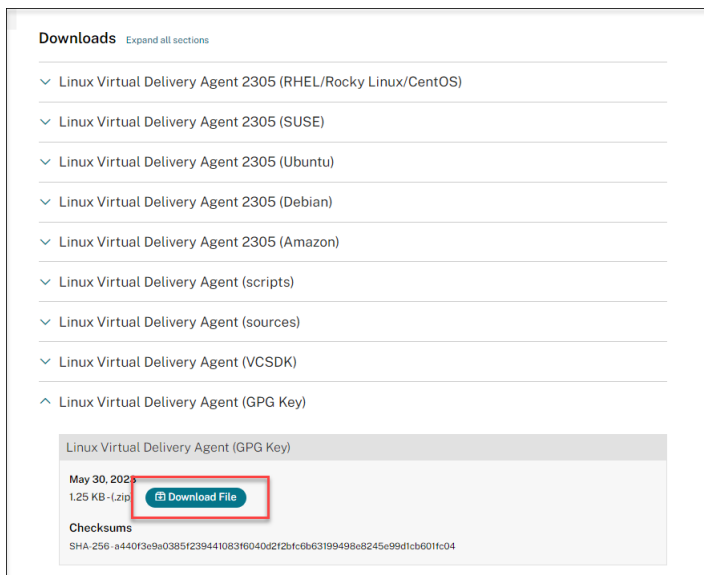 Downloads Expand all sections
Linux Virtual Delivery Agent 2305 (RHEL/Rocky Linux/CentOS)
Linux Virtual Delivery Agent 2305 (SUSE)
Linux Virtual Delivery Agent 2305 (Ubuntu)
Linux Virtual Delivery Agent 2305 (Debian)
Linux Virtual Delivery Agent 2305 (Amazon)
Linux Virtual Delivery Agent (scripts)
Linux Virtual Delivery Agent (sources)
Linux Virtual Delivery Agent (VCSDK)
Linux Virtual Delivery Agent (GPG Key)
Linux Virtual Delivery Agent (GPG Key)
May 30, 2023
1.25 KB - (.zip) Download File
Checksums
SHA-256 - a440f3e9a0385f239441083f6040d2f2bfc6b63199498e8245e99d1cb601fc04